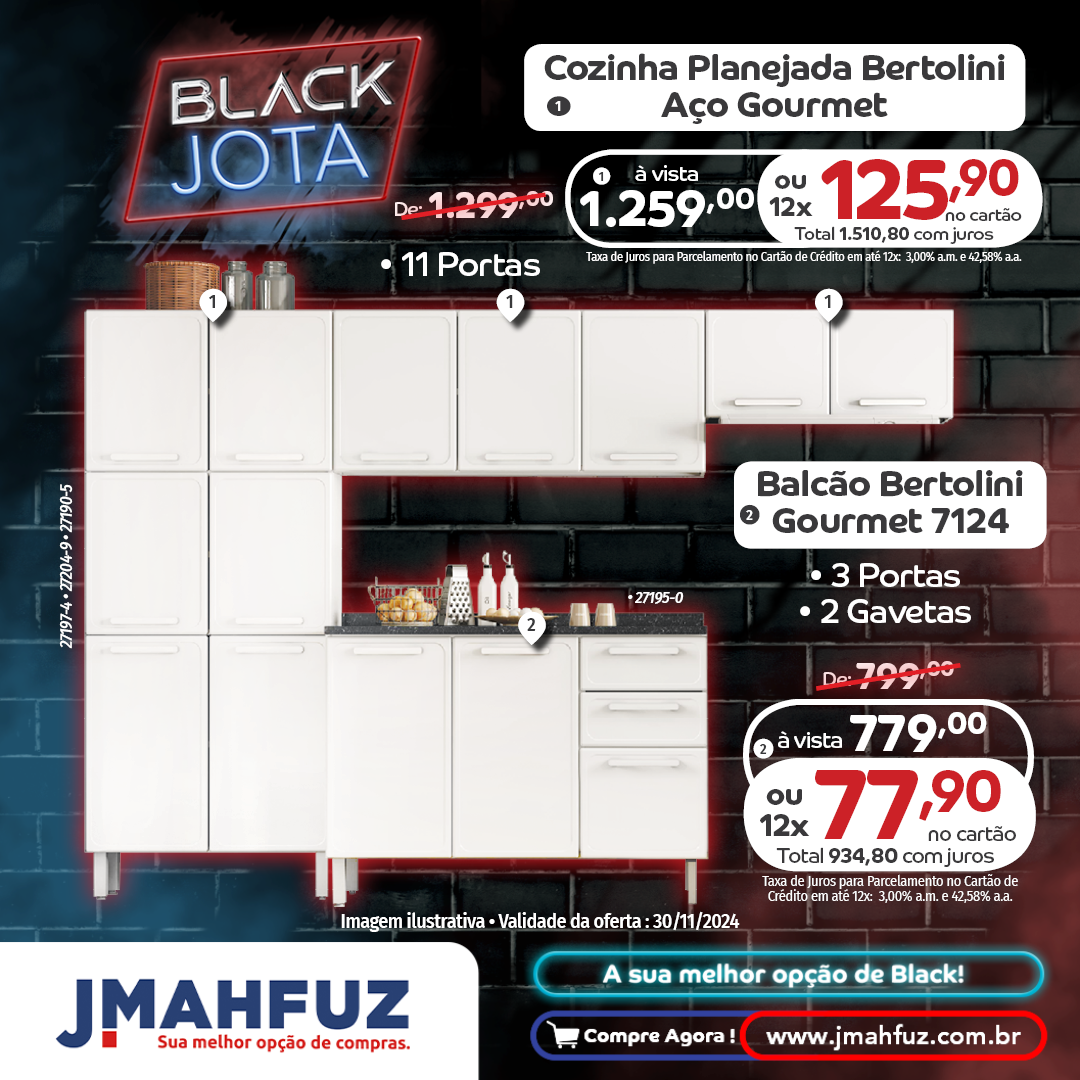 BLACK
JOTA
Cozinha Planejada Bertolini
1 Aço Gourmet
De: 1.299,00
1 à vista
1.259,00
ou
12x 125,90
no cartão
Total 1.510,80 com juros
Taxa de Juros para Parcelamento no Cartão de Crédito em até 12x: 3,00% a.m. e 42,58% a.a.
• 11 Portas
1
1
1
27197-4 • 27204-9 • 27190-5
Balcão Bertolini
2 Gourmet 7124
• 3 Portas
• 2 Gavetas
• 27195-0
2
De: 799,00
2 à vista 779,00
ou
12x 77,90
no cartão
Total 934,80 com juros
Taxa de Juros para Parcelamento no Cartão de
Crédito em até 12x: 3,00% a.m. e 42,58% a.a.
Imagem ilustrativa • Validade da oferta : 30/11/2024
JMAHFUZ
Sua melhor opção de compras.
A sua melhor opção de Black!
Compre Agora !
www.jmahfuz.com.br